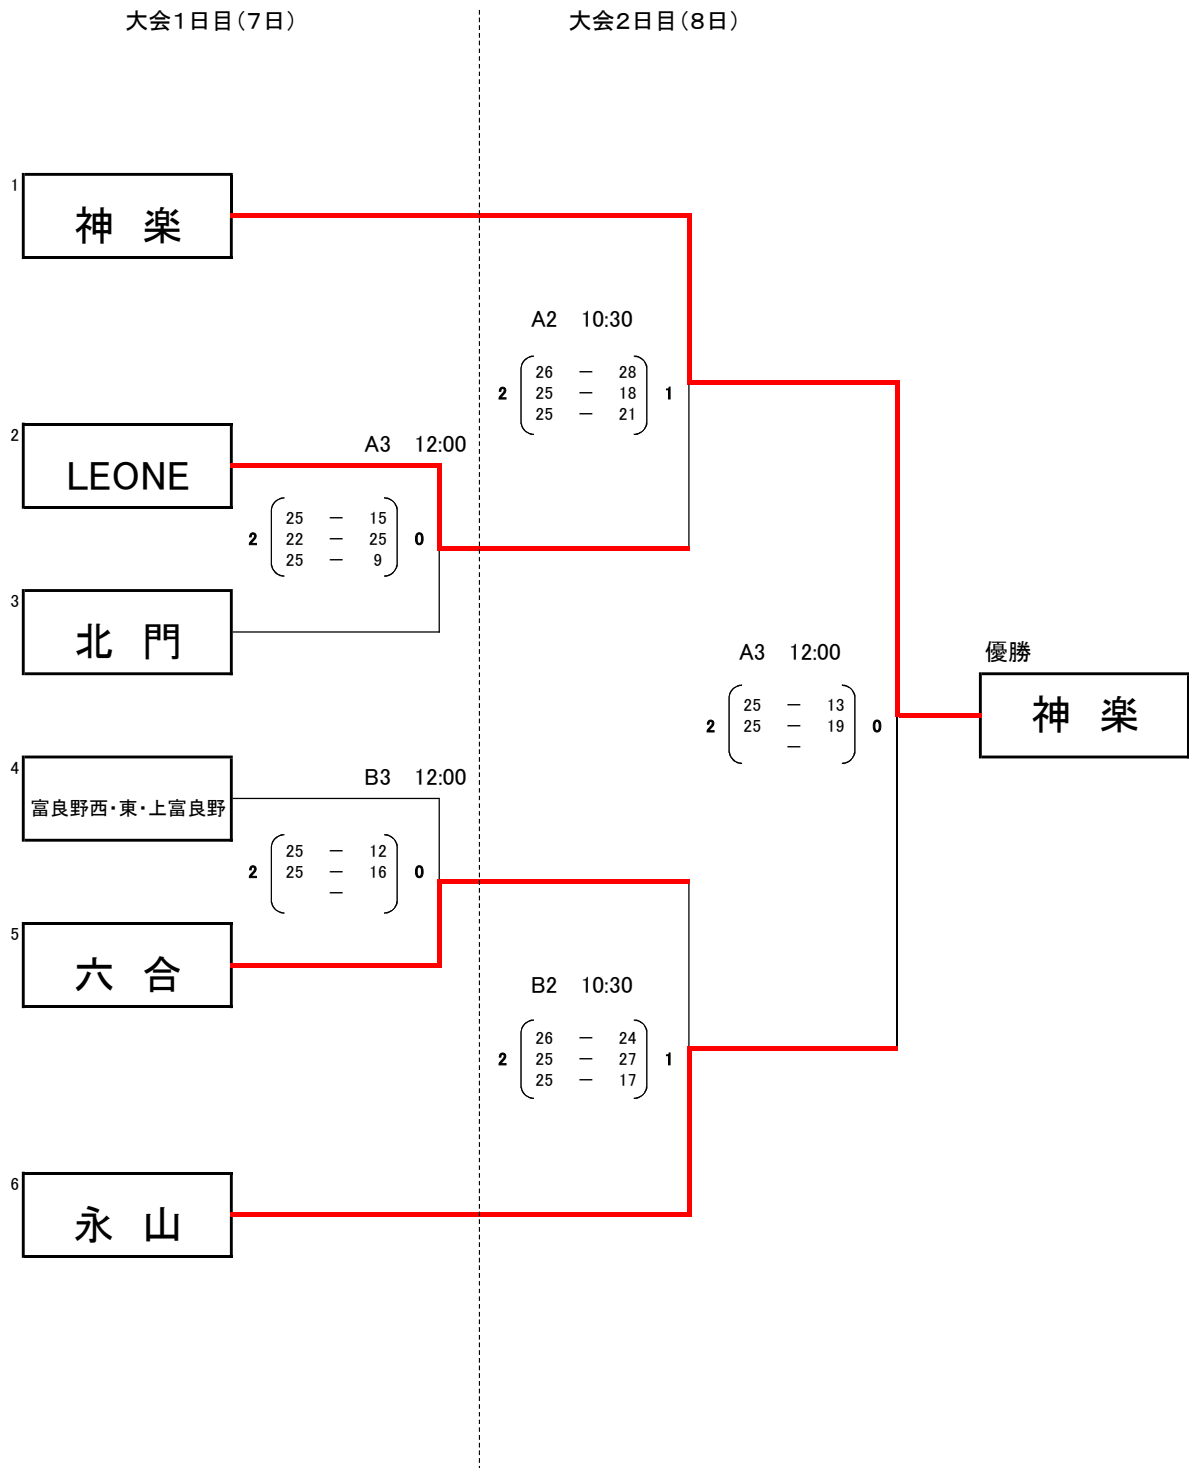 大会1日目(7日)
大会2日目(8日)
1
神 楽
A2 10:30
2 26 － 28 1
25 － 18
25 － 21
2
LEONE
A3 12:00
2 25 － 15 0
22 － 25
25 － 9
3
北 門
A3 12:00
2 25 － 13 0
25 － 19
－
優勝
神 楽
4
富良野西・東・上富良野
B3 12:00
2 25 － 12 0
25 － 16
－
5
六 合
B2 10:30
2 26 － 24 1
25 － 27
25 － 17
6
永 山